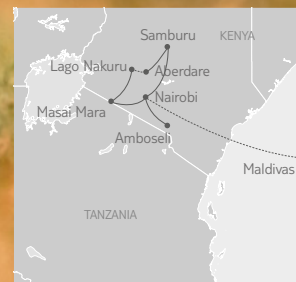 Samburu
KENYA
Lago Nakuru
Aberdare
Nairobi
Masai Mara
Amboseli
Maldivas
TANZANIA